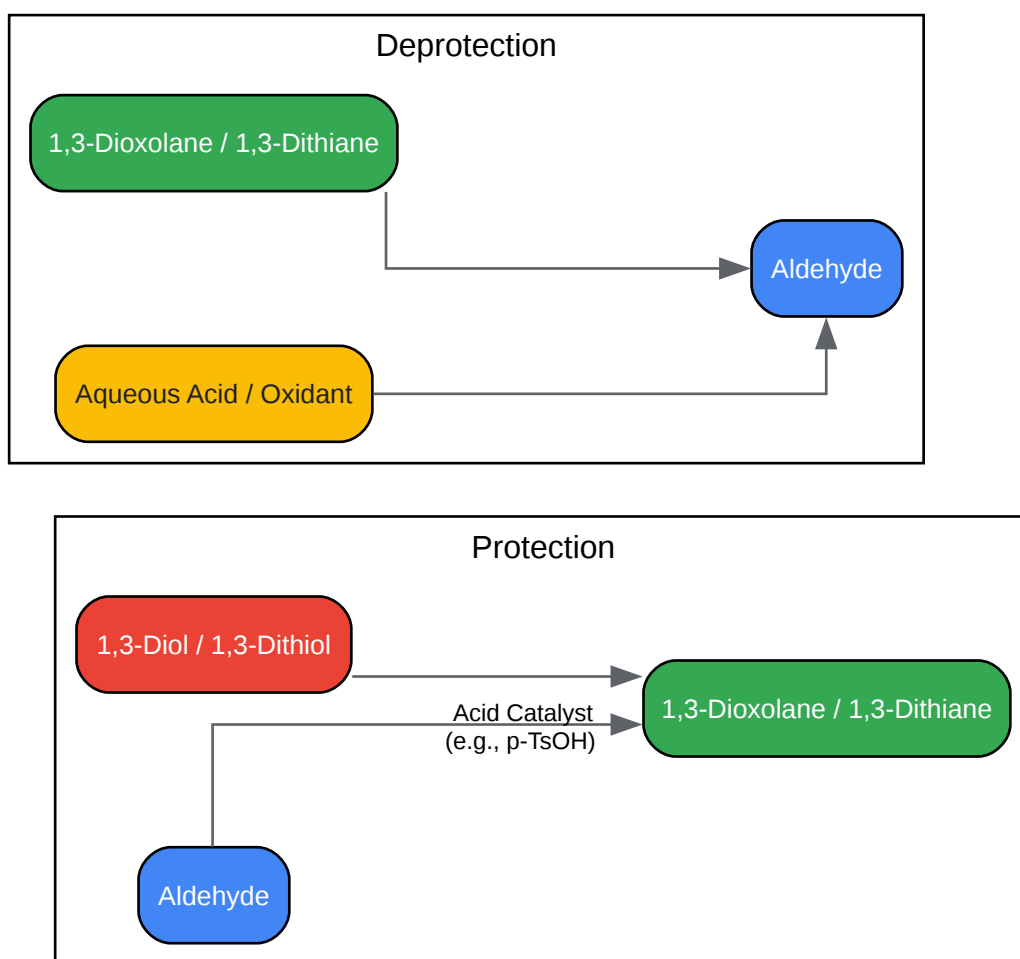 Deprotection
1,3-Dioxolane / 1,3-Dithiane
Aldehyde
Aqueous Acid / Oxidant
Protection
1,3-Diol / 1,3-Dithiol
1,3-Dioxolane / 1,3-Dithiane
Acid Catalyst
(e.g., p-TsOH)
Aldehyde